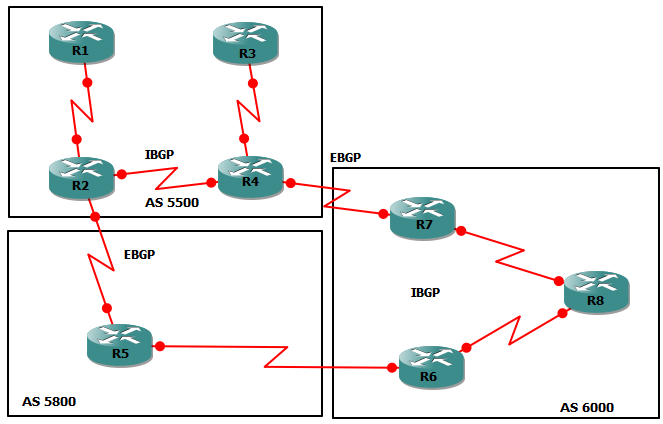 R1
R3
IBGP
EBGP
R2
R4
AS 5500
R7
EBGP
IBGP
R8
R5
R6
AS 5800
AS 6000